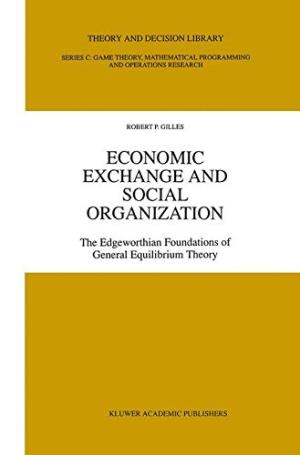 THEORY AND DECISION LIBRARY
SERIES C: GAME THEORY, MATHEMATICAL PROGRAMMING
AND OPERATIONS RESEARCH
ROBERT P. GILLES
ECONOMIC
EXCHANGE AND
SOCIAL
ORGANIZATION
The Edgeworthian Foundations of
General Equilibrium Theory
KLUWER ACADEMIC PUBLISHERS